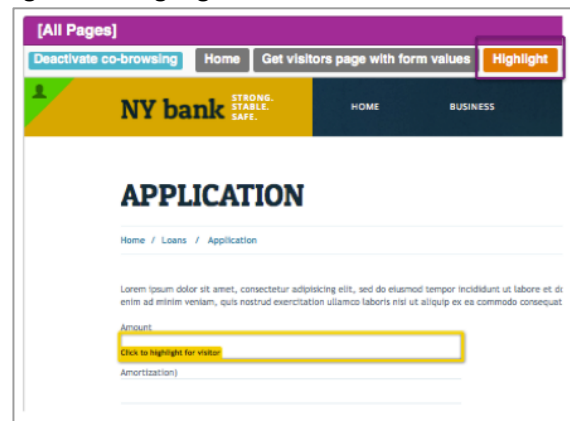 [All Pages]
Deactivate co-browsing Home Get visitors page with form values Highlight
NY bank STRONG. STABLE. SAFE. HOME BUSINESS
APPLICATION
Home / Loans / Application
Lorem ipsum dolor sit amet, consectetur adipisicing elit, sed do eiusmod tempor incididunt ut labore et do
enim ad minim veniam, quis nostrud exercitation ullamco laboris nisi ut aliquip ex ea commodo consequat
Amount
Click to highlight for visitor
Amortization)